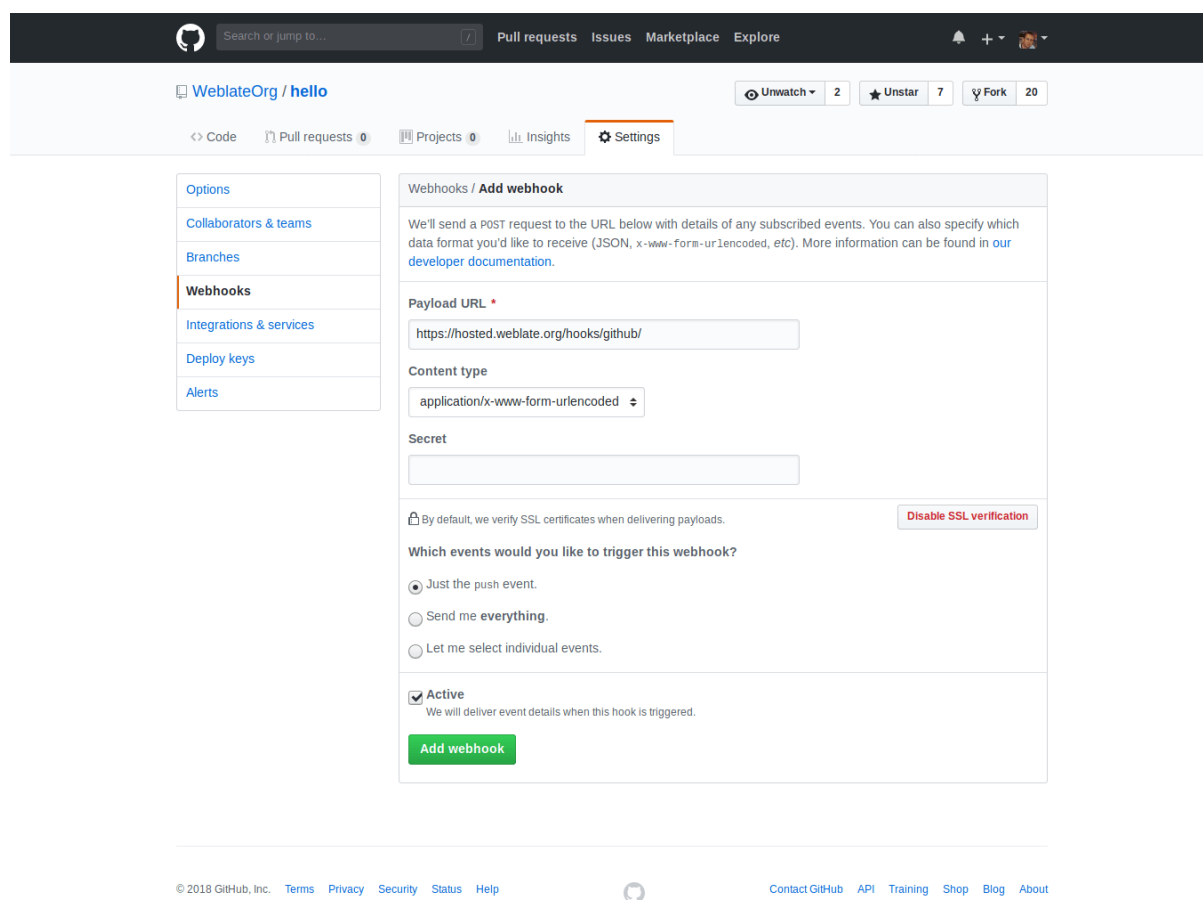 Search or jump to… /
Pull requests Issues Marketplace Explore
WeblateOrg / hello
Unwatch 2 Unstar 7 Fork 20
<> Code Pull requests 0 Projects 0 Insights Settings
Options
Collaborators & teams
Branches
Webhooks
Integrations & services
Deploy keys
Alerts
Webhooks / Add webhook
We'll send a POST request to the URL below with details of any subscribed events. You can also specify which
data format you'd like to receive (JSON, x-www-form-urlencoded, etc). More information can be found in our
developer documentation.
Payload URL *
https://hosted.weblate.org/hooks/github/
Content type
application/x-www-form-urlencoded
Secret
By default, we verify SSL certificates when delivering payloads.
Disable SSL verification
Which events would you like to trigger this webhook?
Just the push event.
Send me everything.
Let me select individual events.
Active
We will deliver event details when this hook is triggered.
Add webhook
© 2018 GitHub, Inc. Terms Privacy Security Status Help
Contact GitHub API Training Shop Blog About